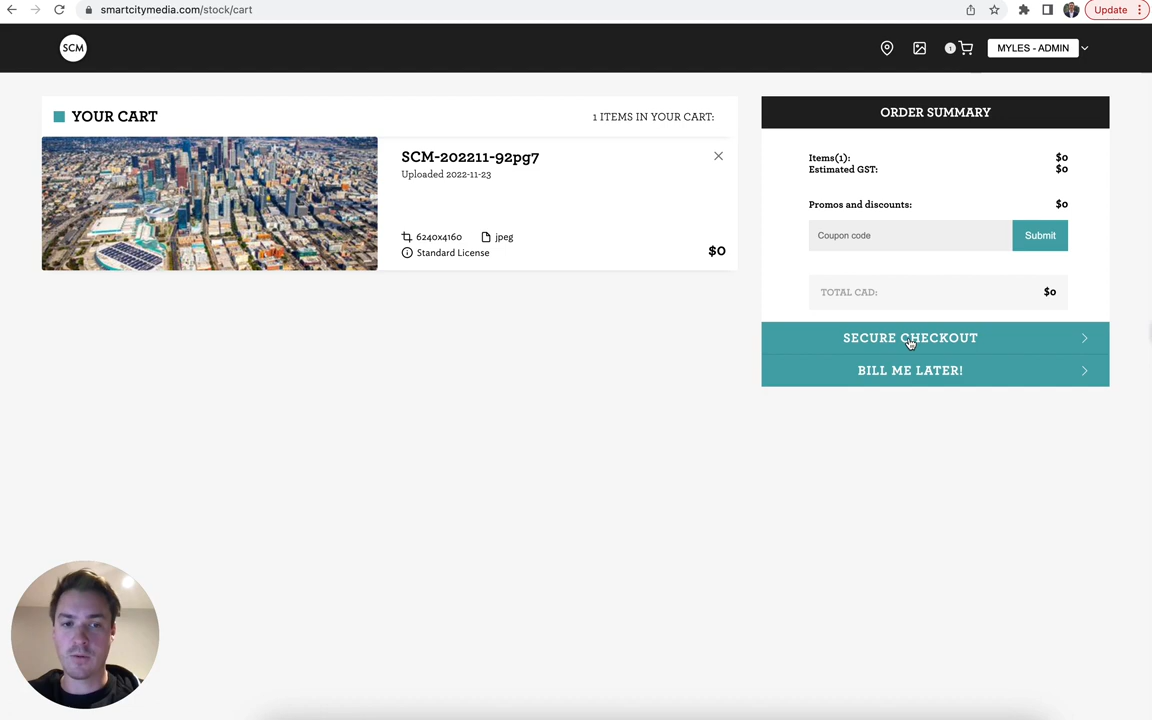 smartcitymedia.com/stock/cart
Update
SCM
1
MYLES - ADMIN
YOUR CART
1 ITEMS IN YOUR CART:
SCM-202211-92pg7
Uploaded 2022-11-23
6240x4160 jpeg
Standard License
$0
ORDER SUMMARY
Items(1): $0
Estimated GST: $0
Promos and discounts: $0
Coupon code Submit
TOTAL CAD: $0
SECURE CHECKOUT
BILL ME LATER!